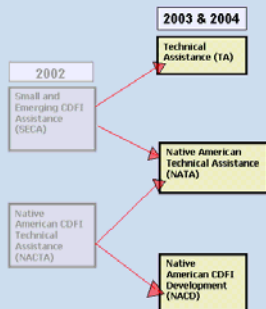 2003 & 2004
Technical
Assistance (TA)
2002
Small and
Emerging CDFI
Assistance
(SECA)
Native American
Technical Assistance
(NATA)
Native
American CDFI
Technical
Assistance
(NACTA)
Native
American CDFI
Development
(NACD)